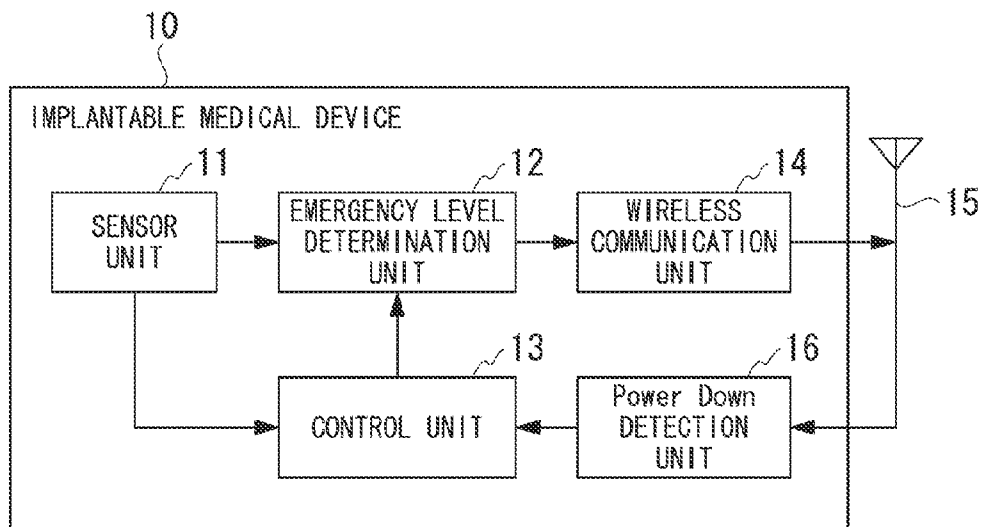 10
IMPLANTABLE MEDICAL DEVICE
11
12
14
15
SENSOR
UNIT
EMERGENCY LEVEL
DETERMINATION
UNIT
WIRELESS
COMMUNICATION
UNIT
13
16
CONTROL UNIT
Power Down
DETECTION
UNIT